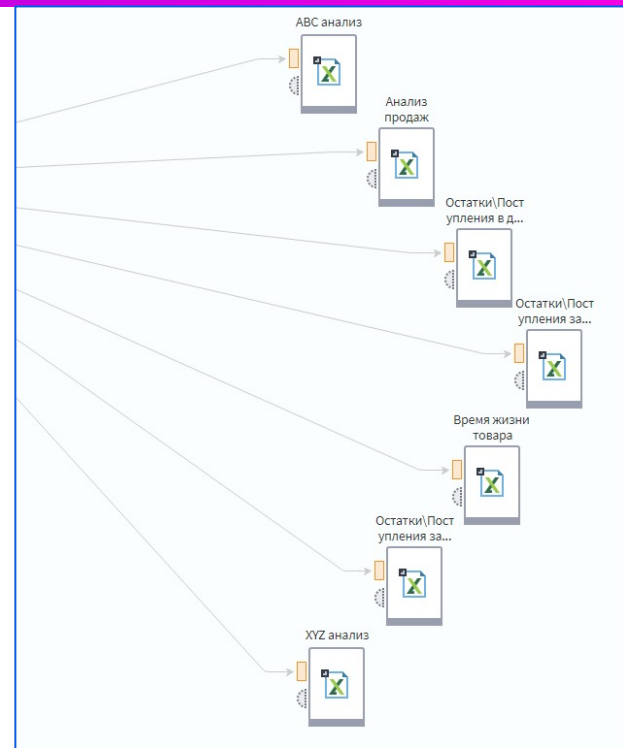 ABC анализ
Анализ
продаж
Остатки\Пост
упления в д...
Остатки\Пост
упления за...
Время жизни
товара
Остатки\Пост
упления за...
XYZ анализ